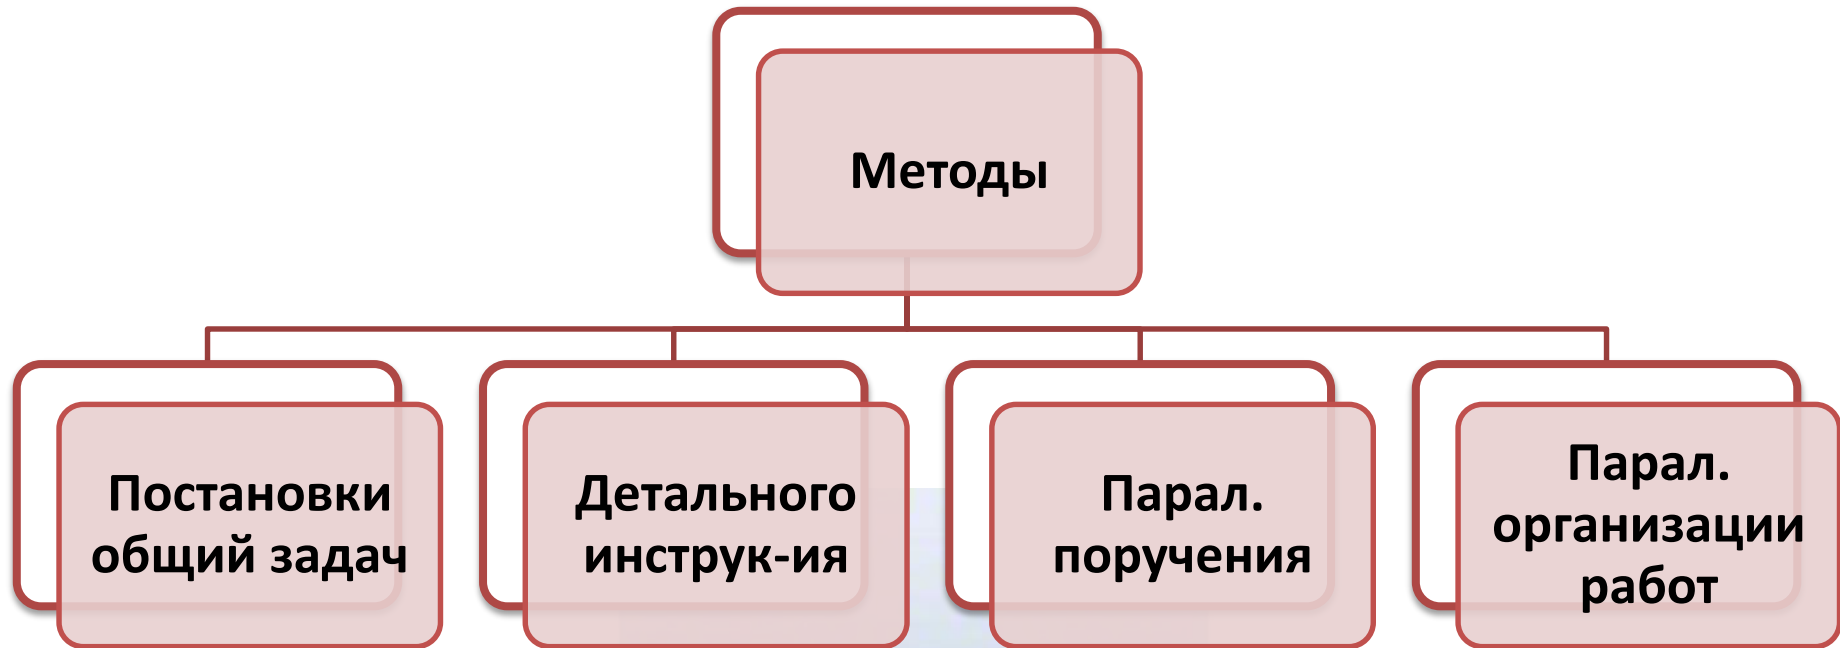 Методы
Постановки
общий задач
Детального
инструк-ия
Парал.
поручения
Парал.
организации
работ